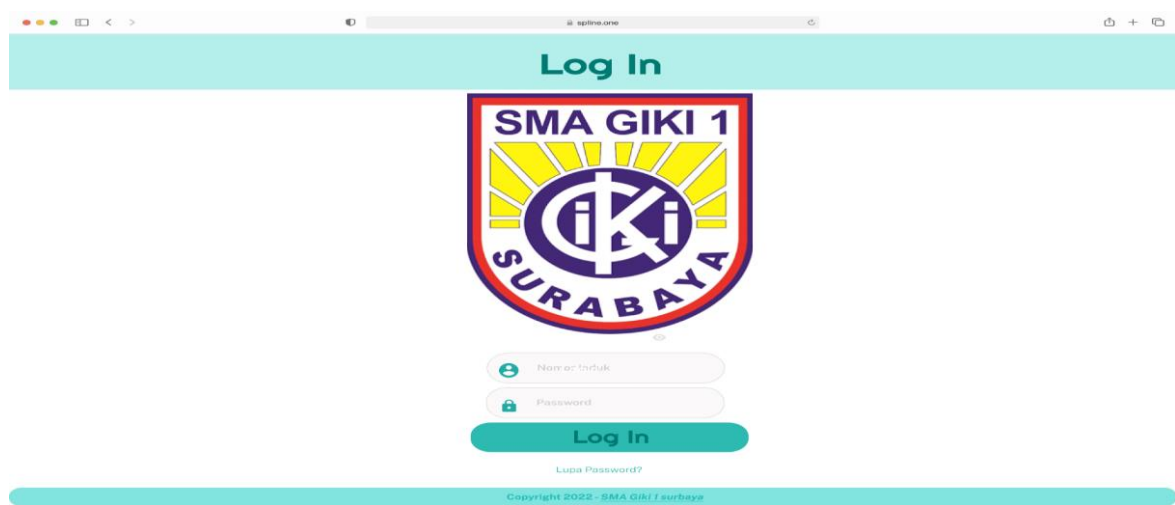 spline.one
Log In
SMA GIKI 1
GiKi
SURABAYA
Nomor Induk
Password
Log In
Lupa Password?
Copyright 2022 - SMA Giki 1 surbaya